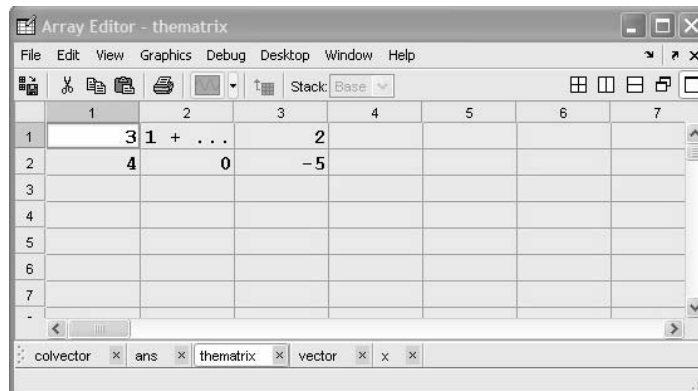 Array Editor - thematrix
File Edit View Graphics Debug Desktop Window Help
Stack: Base
1 2 3 4 5 6 7
1 3 1 + ... 2
2 4 0 -5
3
4
5
6
7
colvector × ans × thematrix × vector × x ×